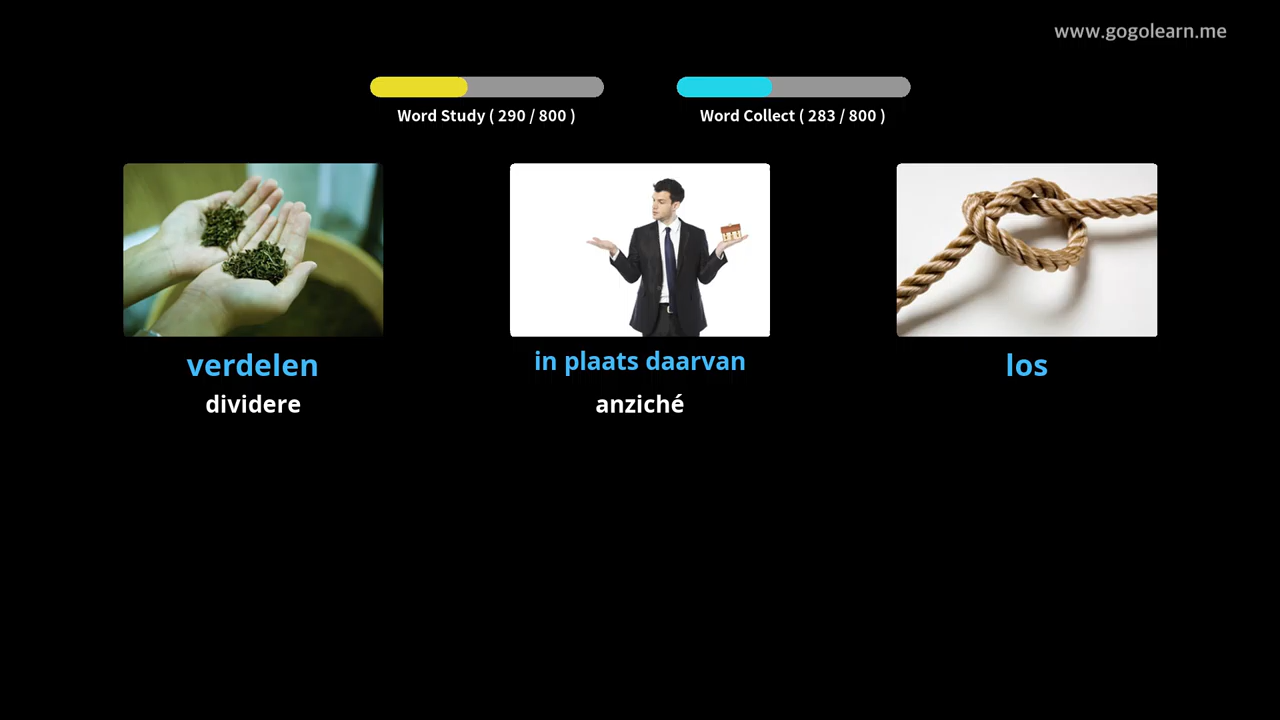 www.gogolearn.me
Word Study ( 290 / 800 )
Word Collect ( 283 / 800 )
verdelen
dividere
in plaats daarvan
anziché
los